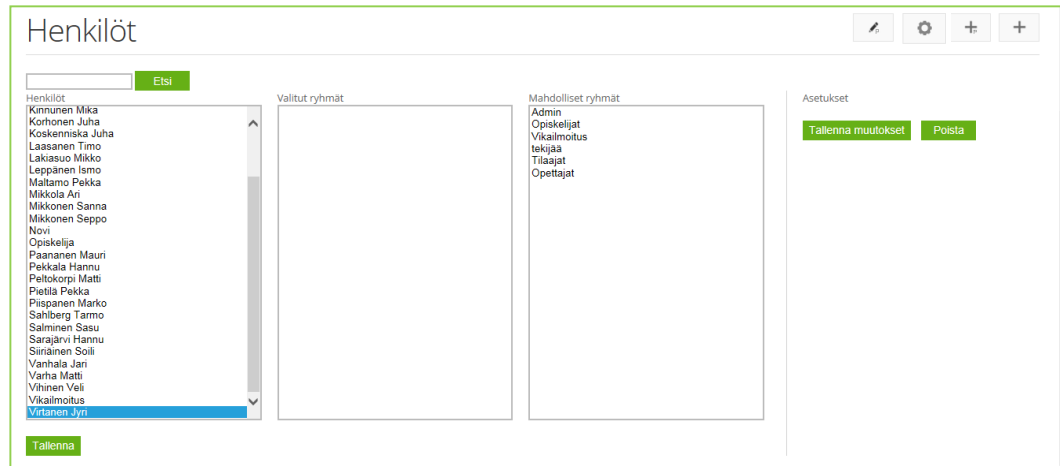 Henkilöt
Etsi
Henkilöt
Kinnunen Mika
Korhonen Juha
Koskenniska Juha
Laasanen Timo
Lakiasuo Mikko
Leppänen Ismo
Maltamo Pekka
Mikkola Ari
Mikkonen Sanna
Mikkonen Seppo
Novi
Opiskelija
Paananen Mauri
Pekkala Hannu
Peltokorpi Matti
Pietilä Pekka
Piispanen Marko
Sahlberg Tarmo
Salminen Sasu
Sarajärvi Hannu
Siiriäinen Soili
Vanhala Jari
Varha Matti
Vihinen Veli
Vikailmoitus
Virtanen Jyri
Tallenna
Valitut ryhmät
Mahdolliset ryhmät
Admin
Opiskelijat
Vikailmoitus
tekijää
Tilaajat
Opettajat
Asetukset
Tallenna muutokset
Poista